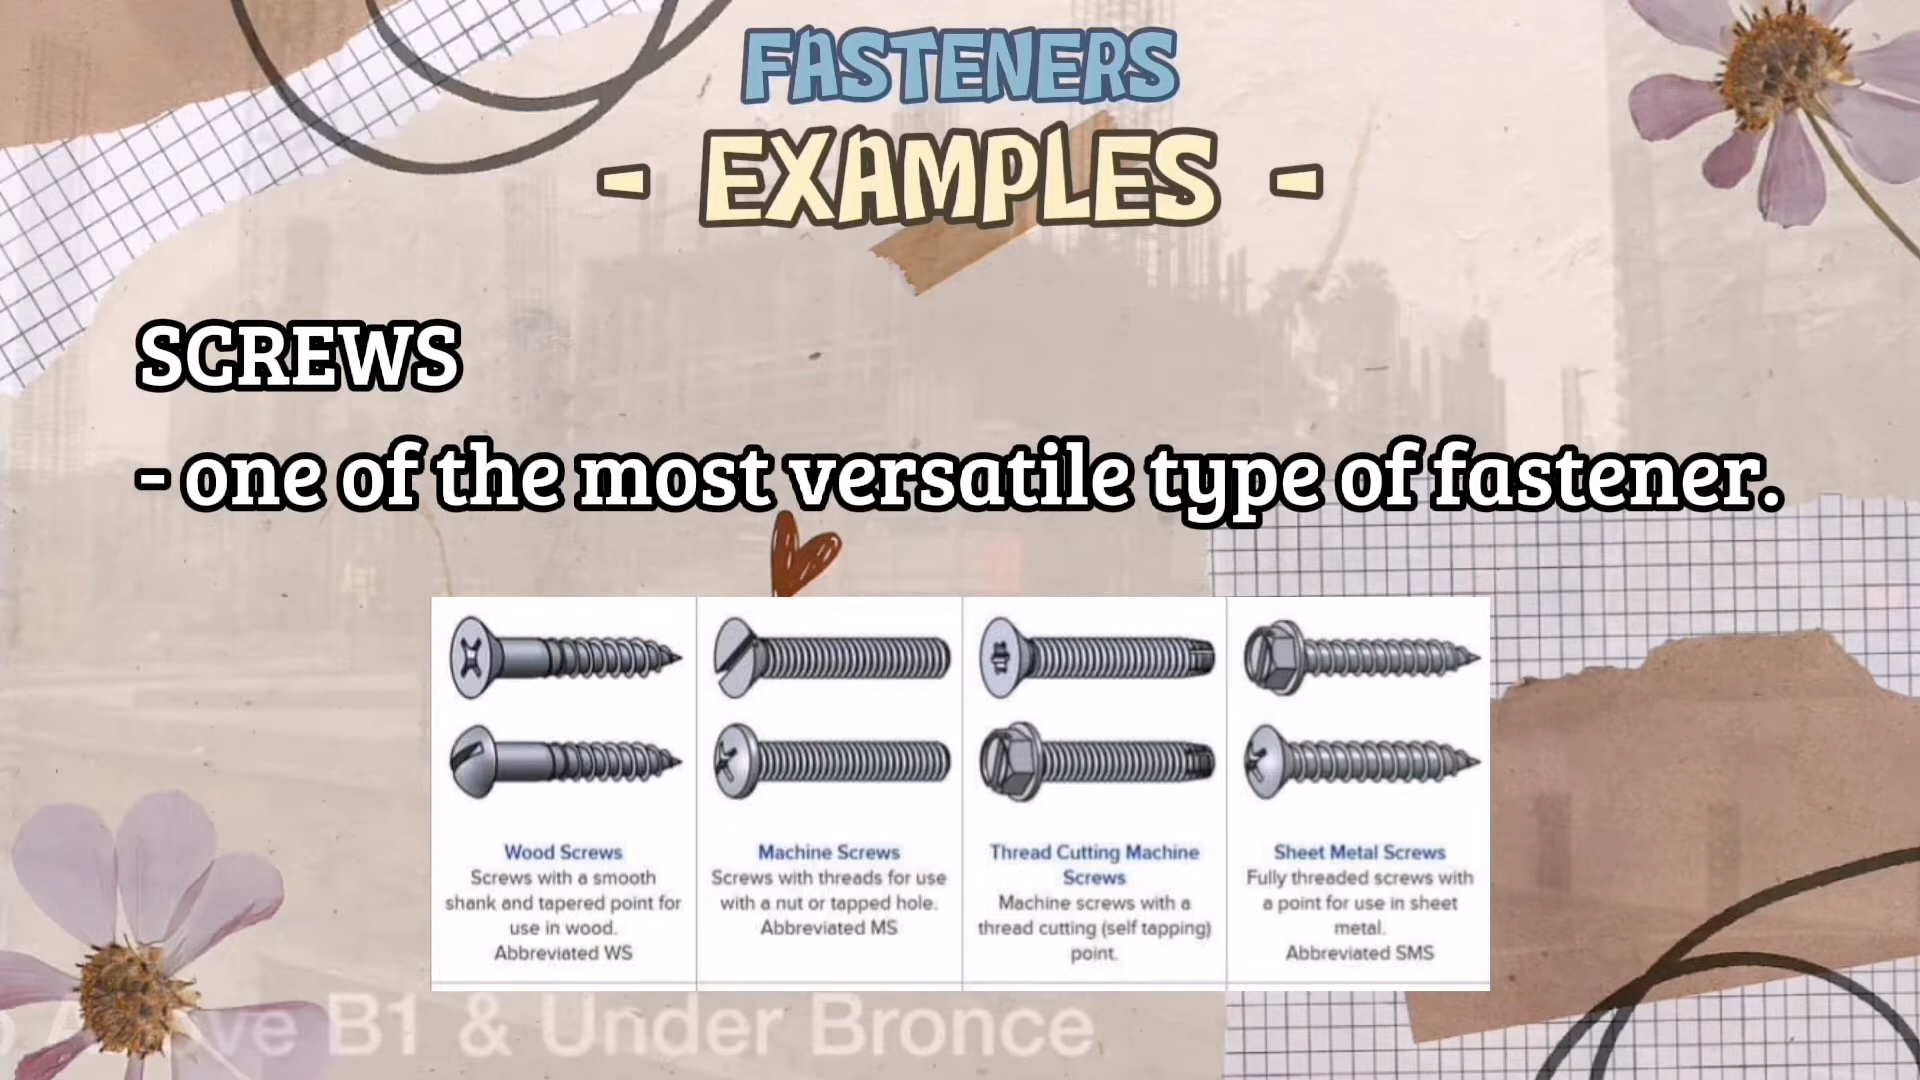 FASTENERS
- EXAMPLES -
SCREWS
- one of the most versatile type of fastener.
Wood Screws
Screws with a smooth
shank and tapered point for
use in wood.
Abbreviated WS
Machine Screws
Screws with threads for use
with a nut or tapped hole.
Abbreviated MS
Thread Cutting Machine
Screws
Machine screws with a
thread cutting (self tapping)
point.
Sheet Metal Screws
Fully threaded screws with
a point for use in sheet
metal.
Abbreviated SMS
B1 & Under Bronce